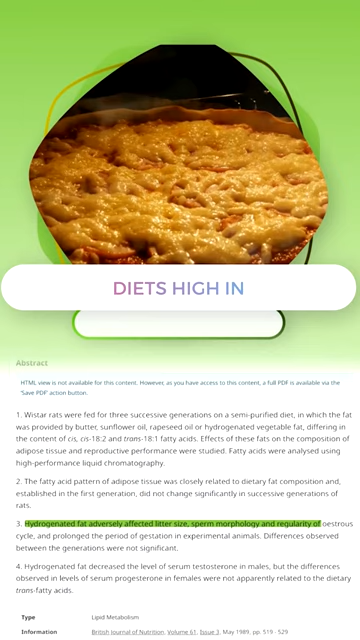 DIETS HIGH IN
Abstract
HTML view is not available for this content. However, as you have access to this content, a full PDF is available via the
'Save PDF' action button.
1. Wistar rats were fed for three successive generations on a semi-purified diet, in which the fat
was provided by butter, sunflower oil, rapeseed oil or hydrogenated vegetable fat, differing in
the content of cis, cis-18:2 and trans-18:1 fatty acids. Effects of these fats on the composition of
adipose tissue and reproductive performance were studied. Fatty acids were analysed using
high-performance liquid chromatography.
2. The fatty acid pattern of adipose tissue was closely related to dietary fat composition and,
established in the first generation, did not change significantly in successive generations of
rats.
3. Hydrogenated fat adversely affected litter size, sperm morphology and regularity of oestrous
cycle, and prolonged the period of gestation in experimental animals. Differences observed
between the generations were not significant.
4. Hydrogenated fat decreased the level of serum testosterone in males, but the differences
observed in levels of serum progesterone in females were not apparently related to the dietary
trans-fatty acids.
Type Lipid Metabolism
Information British Journal of Nutrition, Volume 61, Issue 3, May 1989, pp. 519 - 529